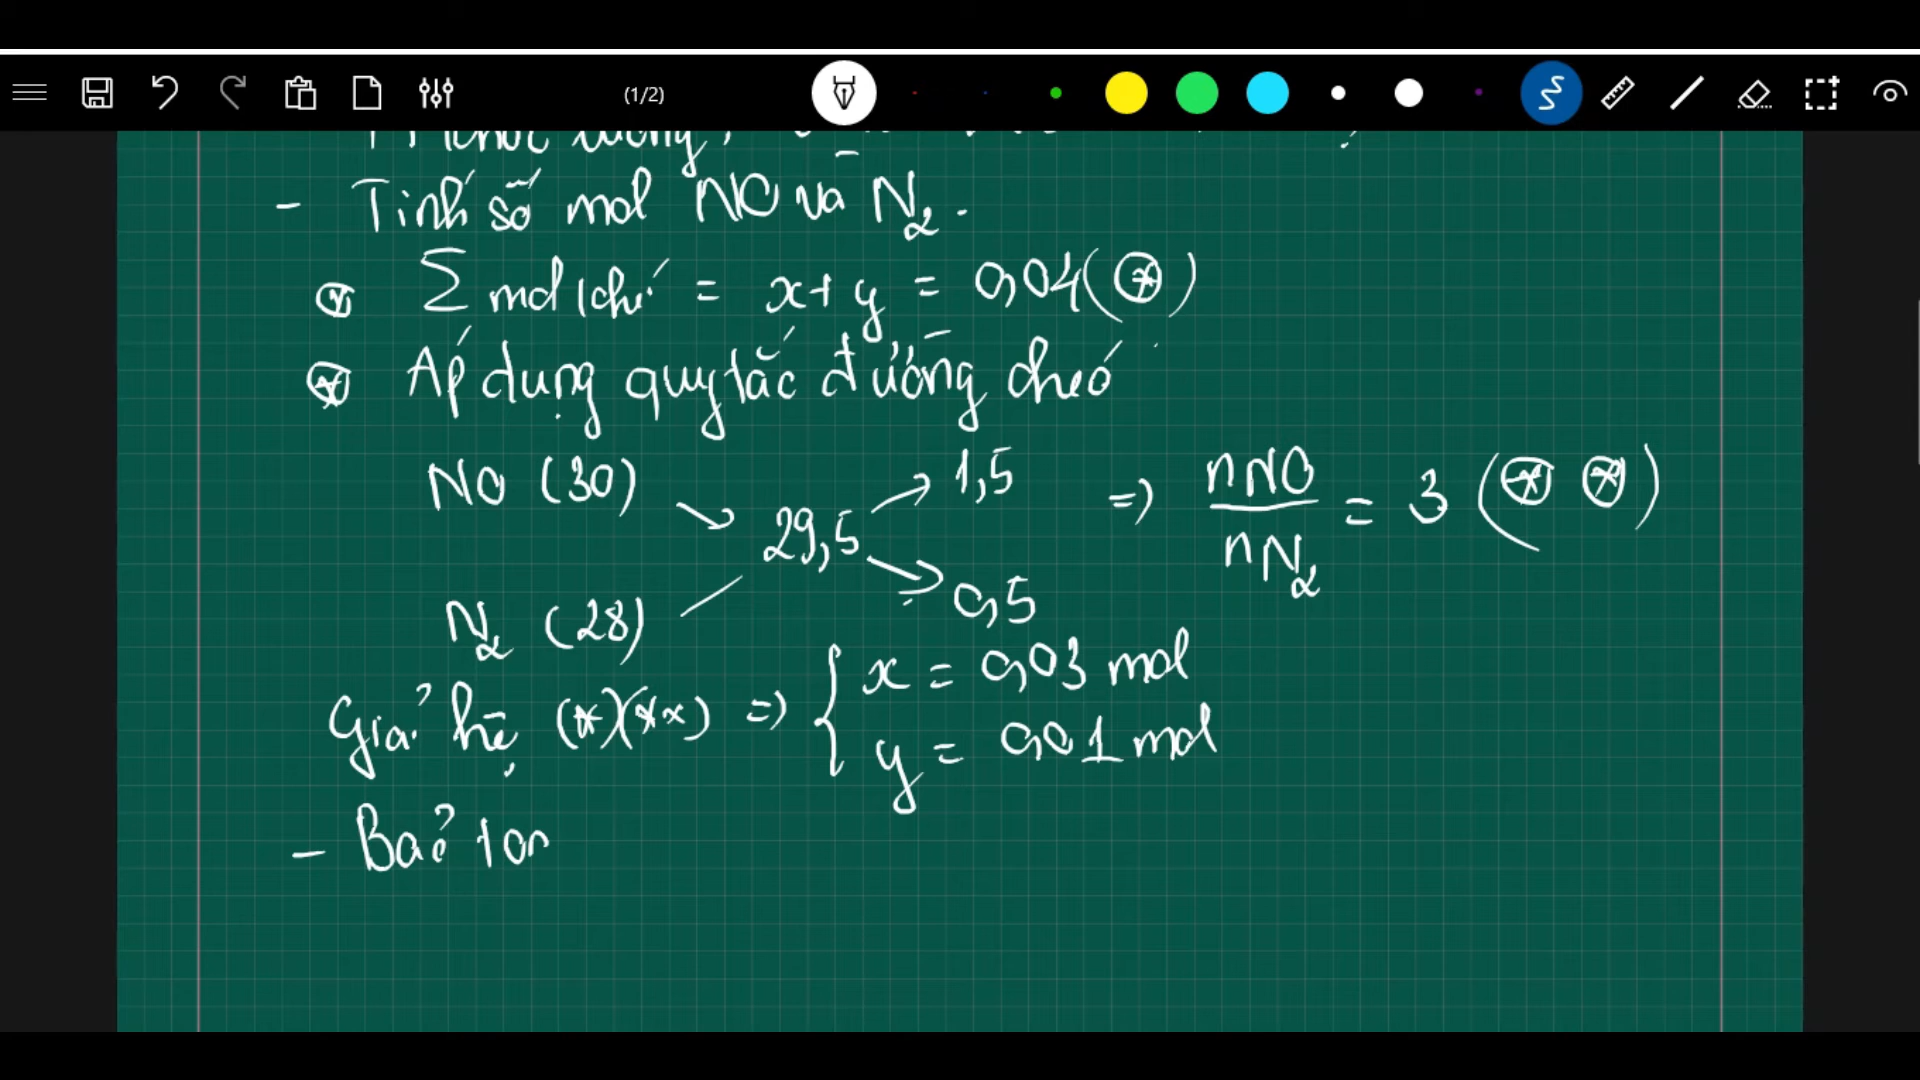 (1/2)
- Tính số mol NO và N₂.
⊛ Σ mol khí = x + y = 0,04 (⊛)
⊛ Áp dụng quy tắc đường chéo
NO (30) 1,5
29,5 => nNO/nN₂ = 3 (⊛ ⊛)
N₂ (28) 0,5
Giải hệ (*)(**) => { x = 0,03 mol
y = 0,01 mol
- Bảo ton